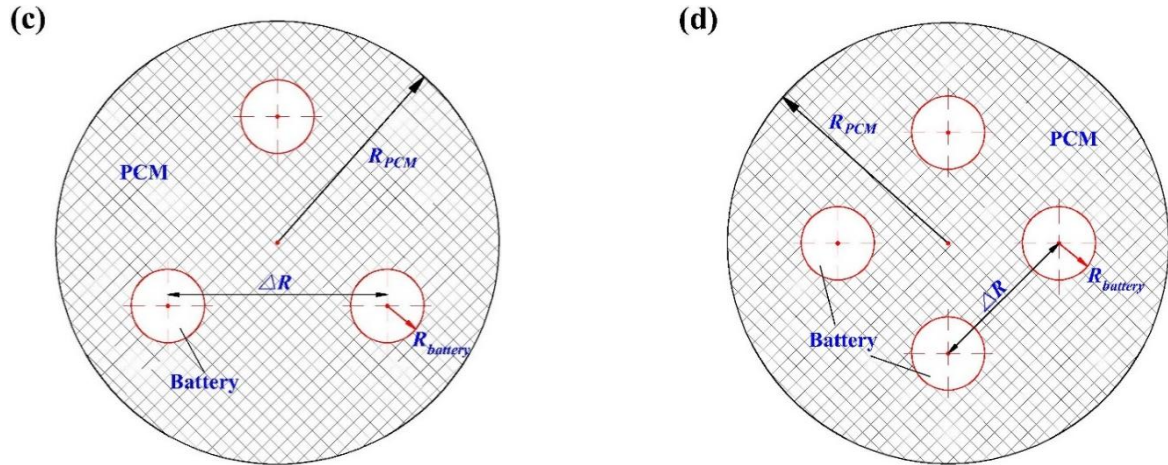 (c)
R_PCM
PCM
△R
R_battery
Battery
(d)
R_PCM
PCM
△R
R_battery
Battery